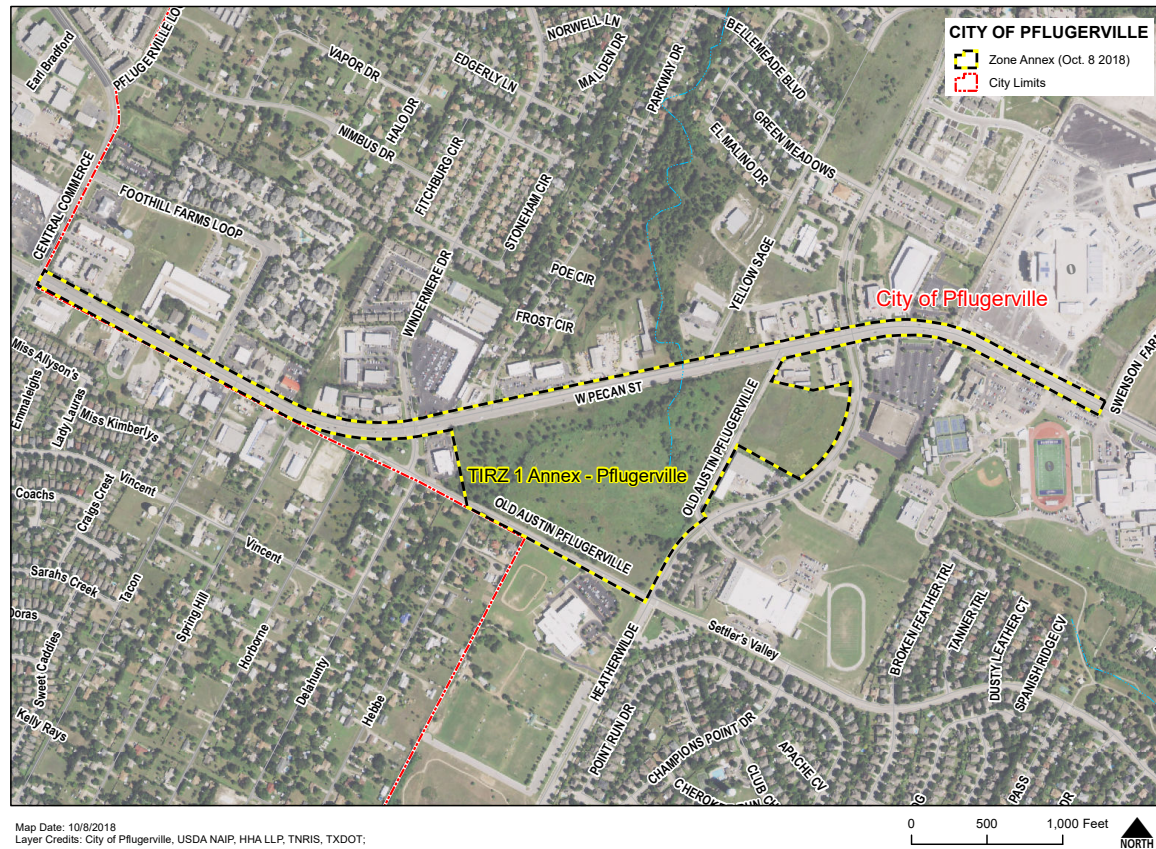 CITY OF PFLUGERVILLE
Zone Annex (Oct. 8 2018)
City Limits
Earl Bradford
PFLUGERVILLE LO
VAPOR DR
NORWELL LN
EDGERLY LN
MALDEN DR
PARKWAY DR
BELLEMEADE BLVD
HALO DR
NIMBUS DR
GREEN MEADOWS
EL MALINO DR
FITCHBURG CIR
CENTRAL COMMERCE
FOOTHILL FARMS LOOP
STONEHAM CIR
POE CIR
YELLOW SAGE
WINDERMERE DR
FROST CIR
City of Pflugerville
SWENSON FAR
Miss Allyson's
Emmaleighs
Lady Lauras
Miss Kimberlys
W PECAN ST
OLD AUSTIN PFLUGERVILLE
TIRZ 1 Annex - Pflugerville
OLD AUSTIN PFLUGERVILLE
Coachs
Craigs Crest
Vincent
Vincent
Sarahs Creek
Tacon
Doras
Spring Hill
Horborne
Sweet Caddies
Delahunty
Hebbe
Kelly Rays
HEATHERWILDE
Settler's Valley
BROKEN FEATHER TRL
TANNER TRL
DUSTY LEATHER CT
SPANISH RIDGE CV
POINT RUN DR
CHAMPIONS POINT DR
APACHE CV
CLUB CH
CHEROKEE RUN
PASS
DR
Map Date: 10/8/2018
Layer Credits: City of Pflugerville, USDA NAIP, HHA LLP, TNRIS, TXDOT;
0 500 1,000 Feet
NORTH